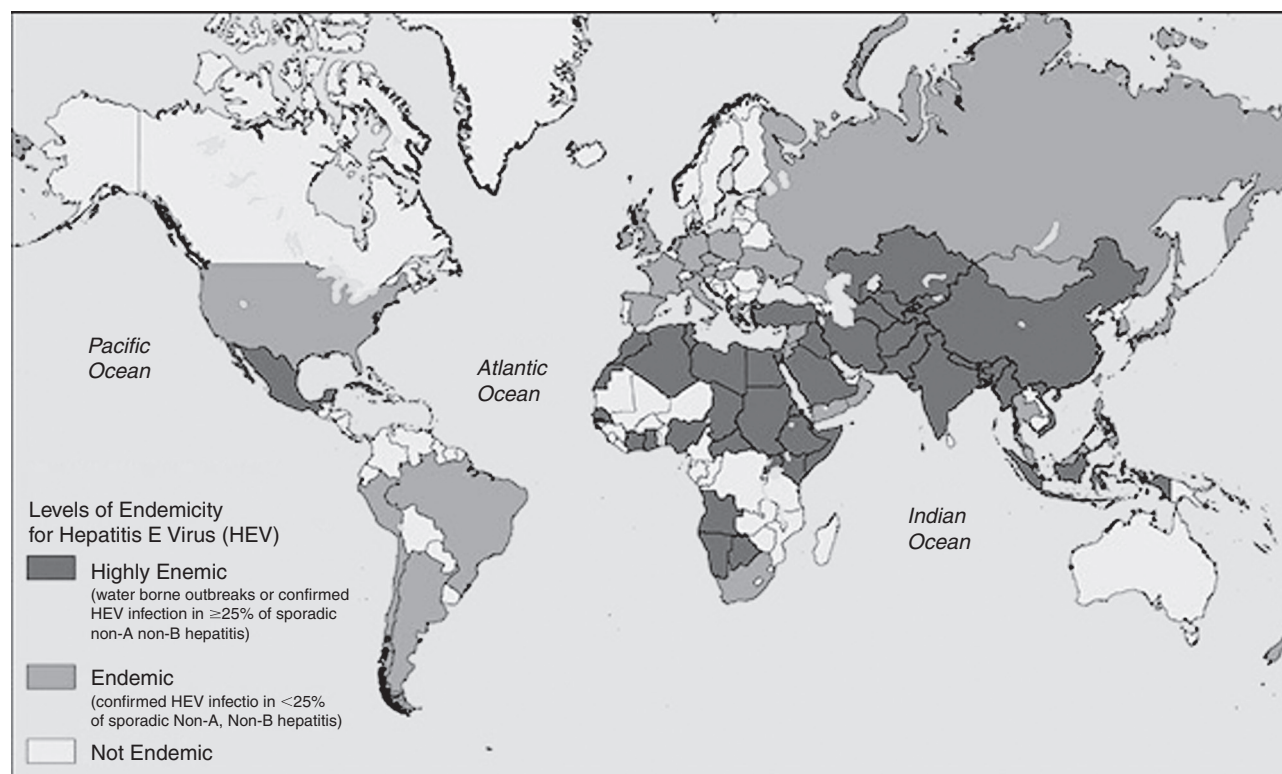 Pacific
Ocean
Atlantic
Ocean
Indian
Ocean
Levels of Endemicity
for Hepatitis E Virus (HEV)
Highly Enemic
(water borne outbreaks or confirmed
HEV infection in ≥25% of sporadic
non-A non-B hepatitis)
Endemic
(confirmed HEV infectio in <25%
of sporadic Non-A, Non-B hepatitis)
Not Endemic